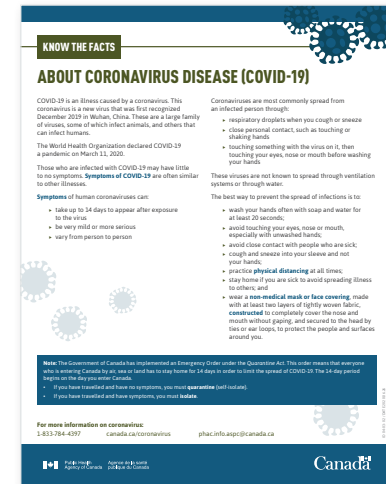 KNOW THE FACTS
ABOUT CORONAVIRUS DISEASE (COVID-19)
COVID-19 is an illness caused by a coronavirus. This
coronavirus is a new virus that was first recognized
December 2019 in Wuhan, China. These are a large family
of viruses, some of which infect animals, and others that
can infect humans.
The World Health Organization declared COVID-19
a pandemic on March 11, 2020.
Those who are infected with COVID-19 may have little
to no symptoms. Symptoms of COVID-19 are often similar
to other illnesses.
Symptoms of human coronaviruses can:
▸ take up to 14 days to appear after exposure
to the virus
▸ be very mild or more serious
▸ vary from person to person
Coronaviruses are most commonly spread from
an infected person through:
▸ respiratory droplets when you cough or sneeze
▸ close personal contact, such as touching or
shaking hands
▸ touching something with the virus on it, then
touching your eyes, nose or mouth before washing
your hands
These viruses are not known to spread through ventilation
systems or through water.
The best way to prevent the spread of infections is to:
▸ wash your hands often with soap and water for
at least 20 seconds;
▸ avoid touching your eyes, nose or mouth,
especially with unwashed hands;
▸ avoid close contact with people who are sick;
▸ cough and sneeze into your sleeve and not
your hands;
▸ practice physical distancing at all times;
▸ stay home if you are sick to avoid spreading illness
to others; and
▸ wear a non-medical mask or face covering, made
with at least two layers of tightly woven fabric,
constructed to completely cover the nose and
mouth without gaping, and secured to the head by
ties or ear loops, to protect the people and surfaces
around you.
Note: The Government of Canada has implemented an Emergency Order under the Quarantine Act. This order means that everyone
who is entering Canada by air, sea or land has to stay home for 14 days in order to limit the spread of COVID-19. The 14-day period
begins on the day you enter Canada.
• If you have travelled and have no symptoms, you must quarantine (self-isolate).
• If you have travelled and have symptoms, you must isolate.
For more information on coronavirus:
1-833-784-4397 canada.ca/coronavirus phac.info.aspc@canada.ca
Public Health Agency of Canada
Agence de la santé publique du Canada
Canada